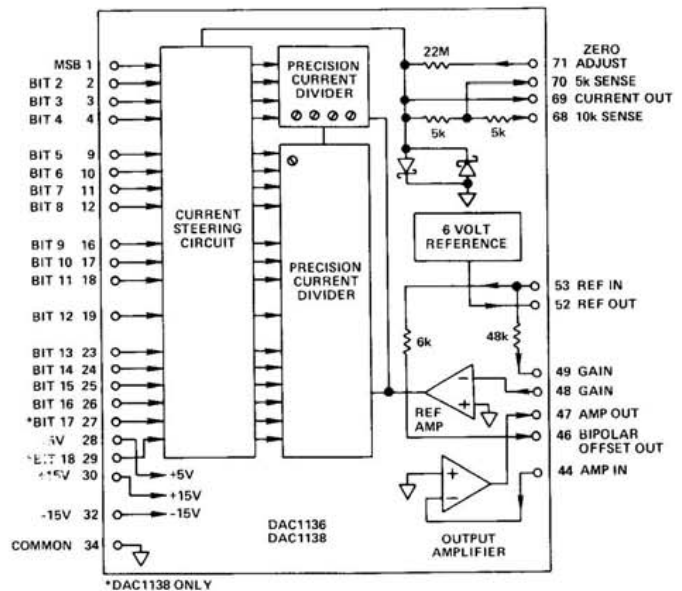 MSB 1
BIT 2 2
BIT 3 3
BIT 4 4
BIT 5 9
BIT 6 10
BIT 7 11
BIT 8 12
BIT 9 16
BIT 10 17
BIT 11 18
BIT 12 19
BIT 13 23
BIT 14 24
BIT 15 25
BIT 16 26
*BIT 17 27
5V 28
*BIT 18 29
+15V 30
-15V 32
COMMON 34
CURRENT
STEERING
CIRCUIT
+5V
+15V
-15V
PRECISION
CURRENT
DIVIDER
PRECISION
CURRENT
DIVIDER
22M
5k
5k
6 VOLT
REFERENCE
6k
48k
REF
AMP
-
+
+
-
OUTPUT
AMPLIFIER
DAC1136
DAC1138
ZERO
71 ADJUST
70 5k SENSE
69 CURRENT OUT
68 10k SENSE
53 REF IN
52 REF OUT
49 GAIN
48 GAIN
47 AMP OUT
46 BIPOLAR
OFFSET OUT
44 AMP IN
*DAC1138 ONLY